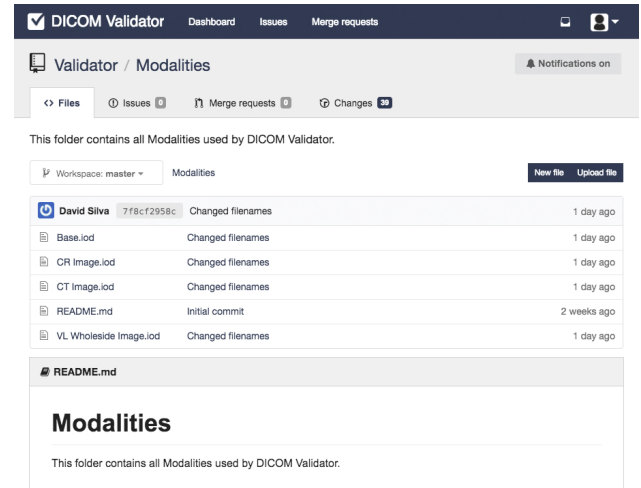 DICOM Validator Dashboard Issues Merge requests
Validator / Modalities Notifications on
<> Files Issues 0 Merge requests 0 Changes 39
This folder contains all Modalities used by DICOM Validator.
Workspace: master Modalities New file Upload file
David Silva 7f8cf2958c Changed filenames 1 day ago
Base.iod Changed filenames 1 day ago
CR Image.iod Changed filenames 1 day ago
CT Image.iod Changed filenames 1 day ago
README.md Initial commit 2 weeks ago
VL Wholeside Image.iod Changed filenames 1 day ago
README.md
Modalities
This folder contains all Modalities used by DICOM Validator.